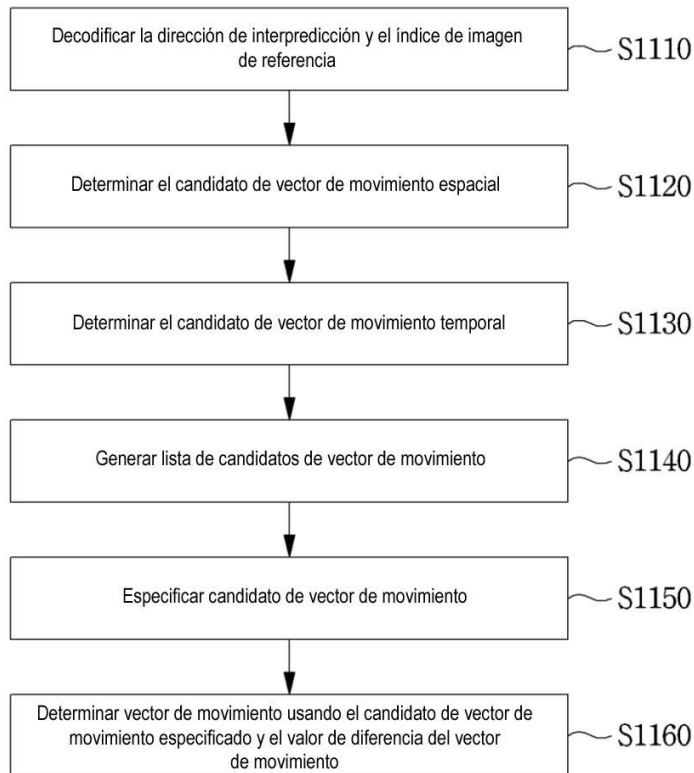 Decodificar la dirección de interpredicción y el índice de imagen
de referencia
S1110
Determinar el candidato de vector de movimiento espacial
S1120
Determinar el candidato de vector de movimiento temporal
S1130
Generar lista de candidatos de vector de movimiento
S1140
Especificar candidato de vector de movimiento
S1150
Determinar vector de movimiento usando el candidato de vector de
movimiento especificado y el valor de diferencia del vector
de movimiento
S1160